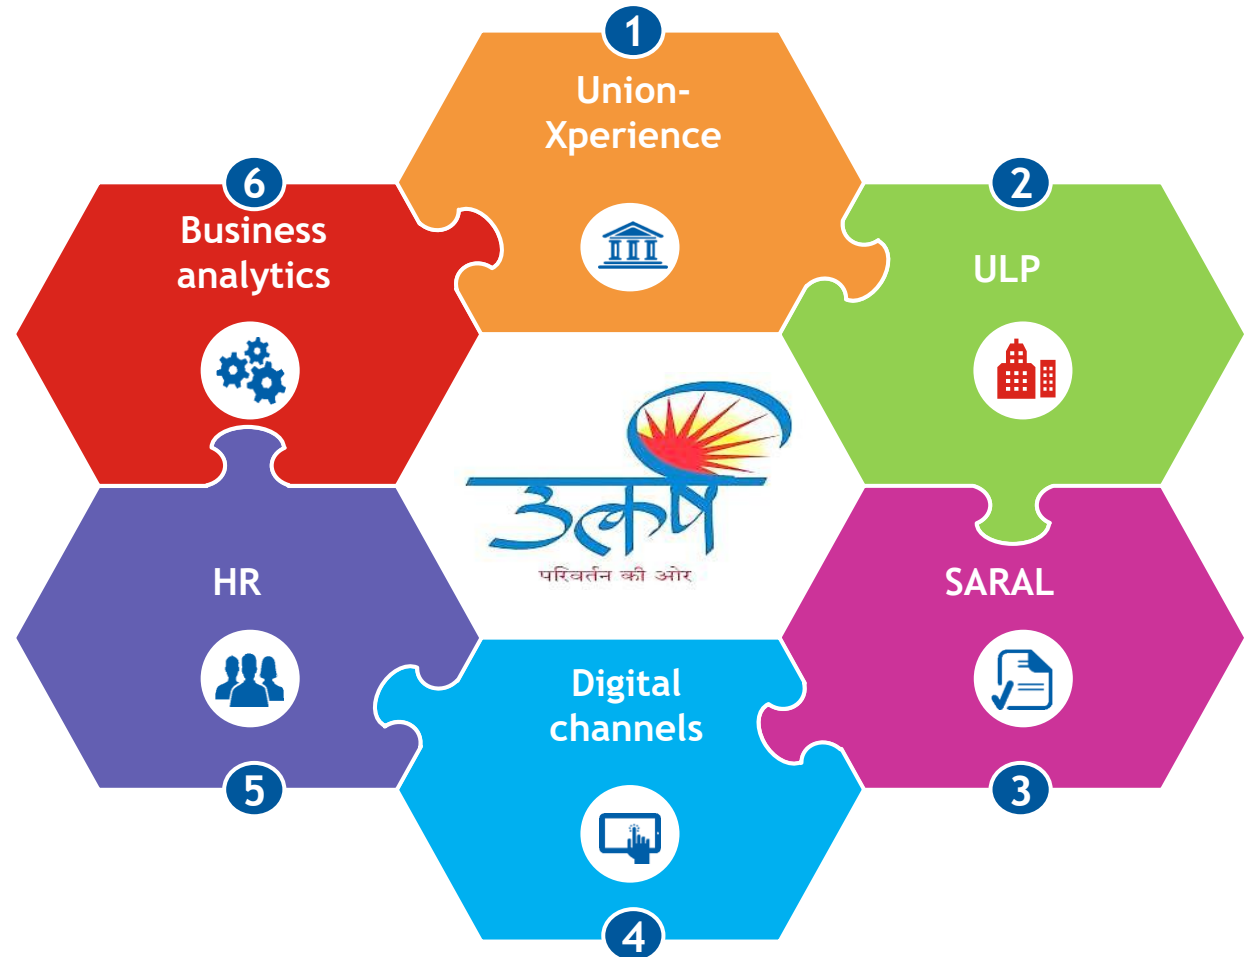 1
Union-
Xperience
2
ULP
3
SARAL
4
Digital
channels
5
HR
6
Business
analytics
उत्कर्ष
परिवर्तन की ओर